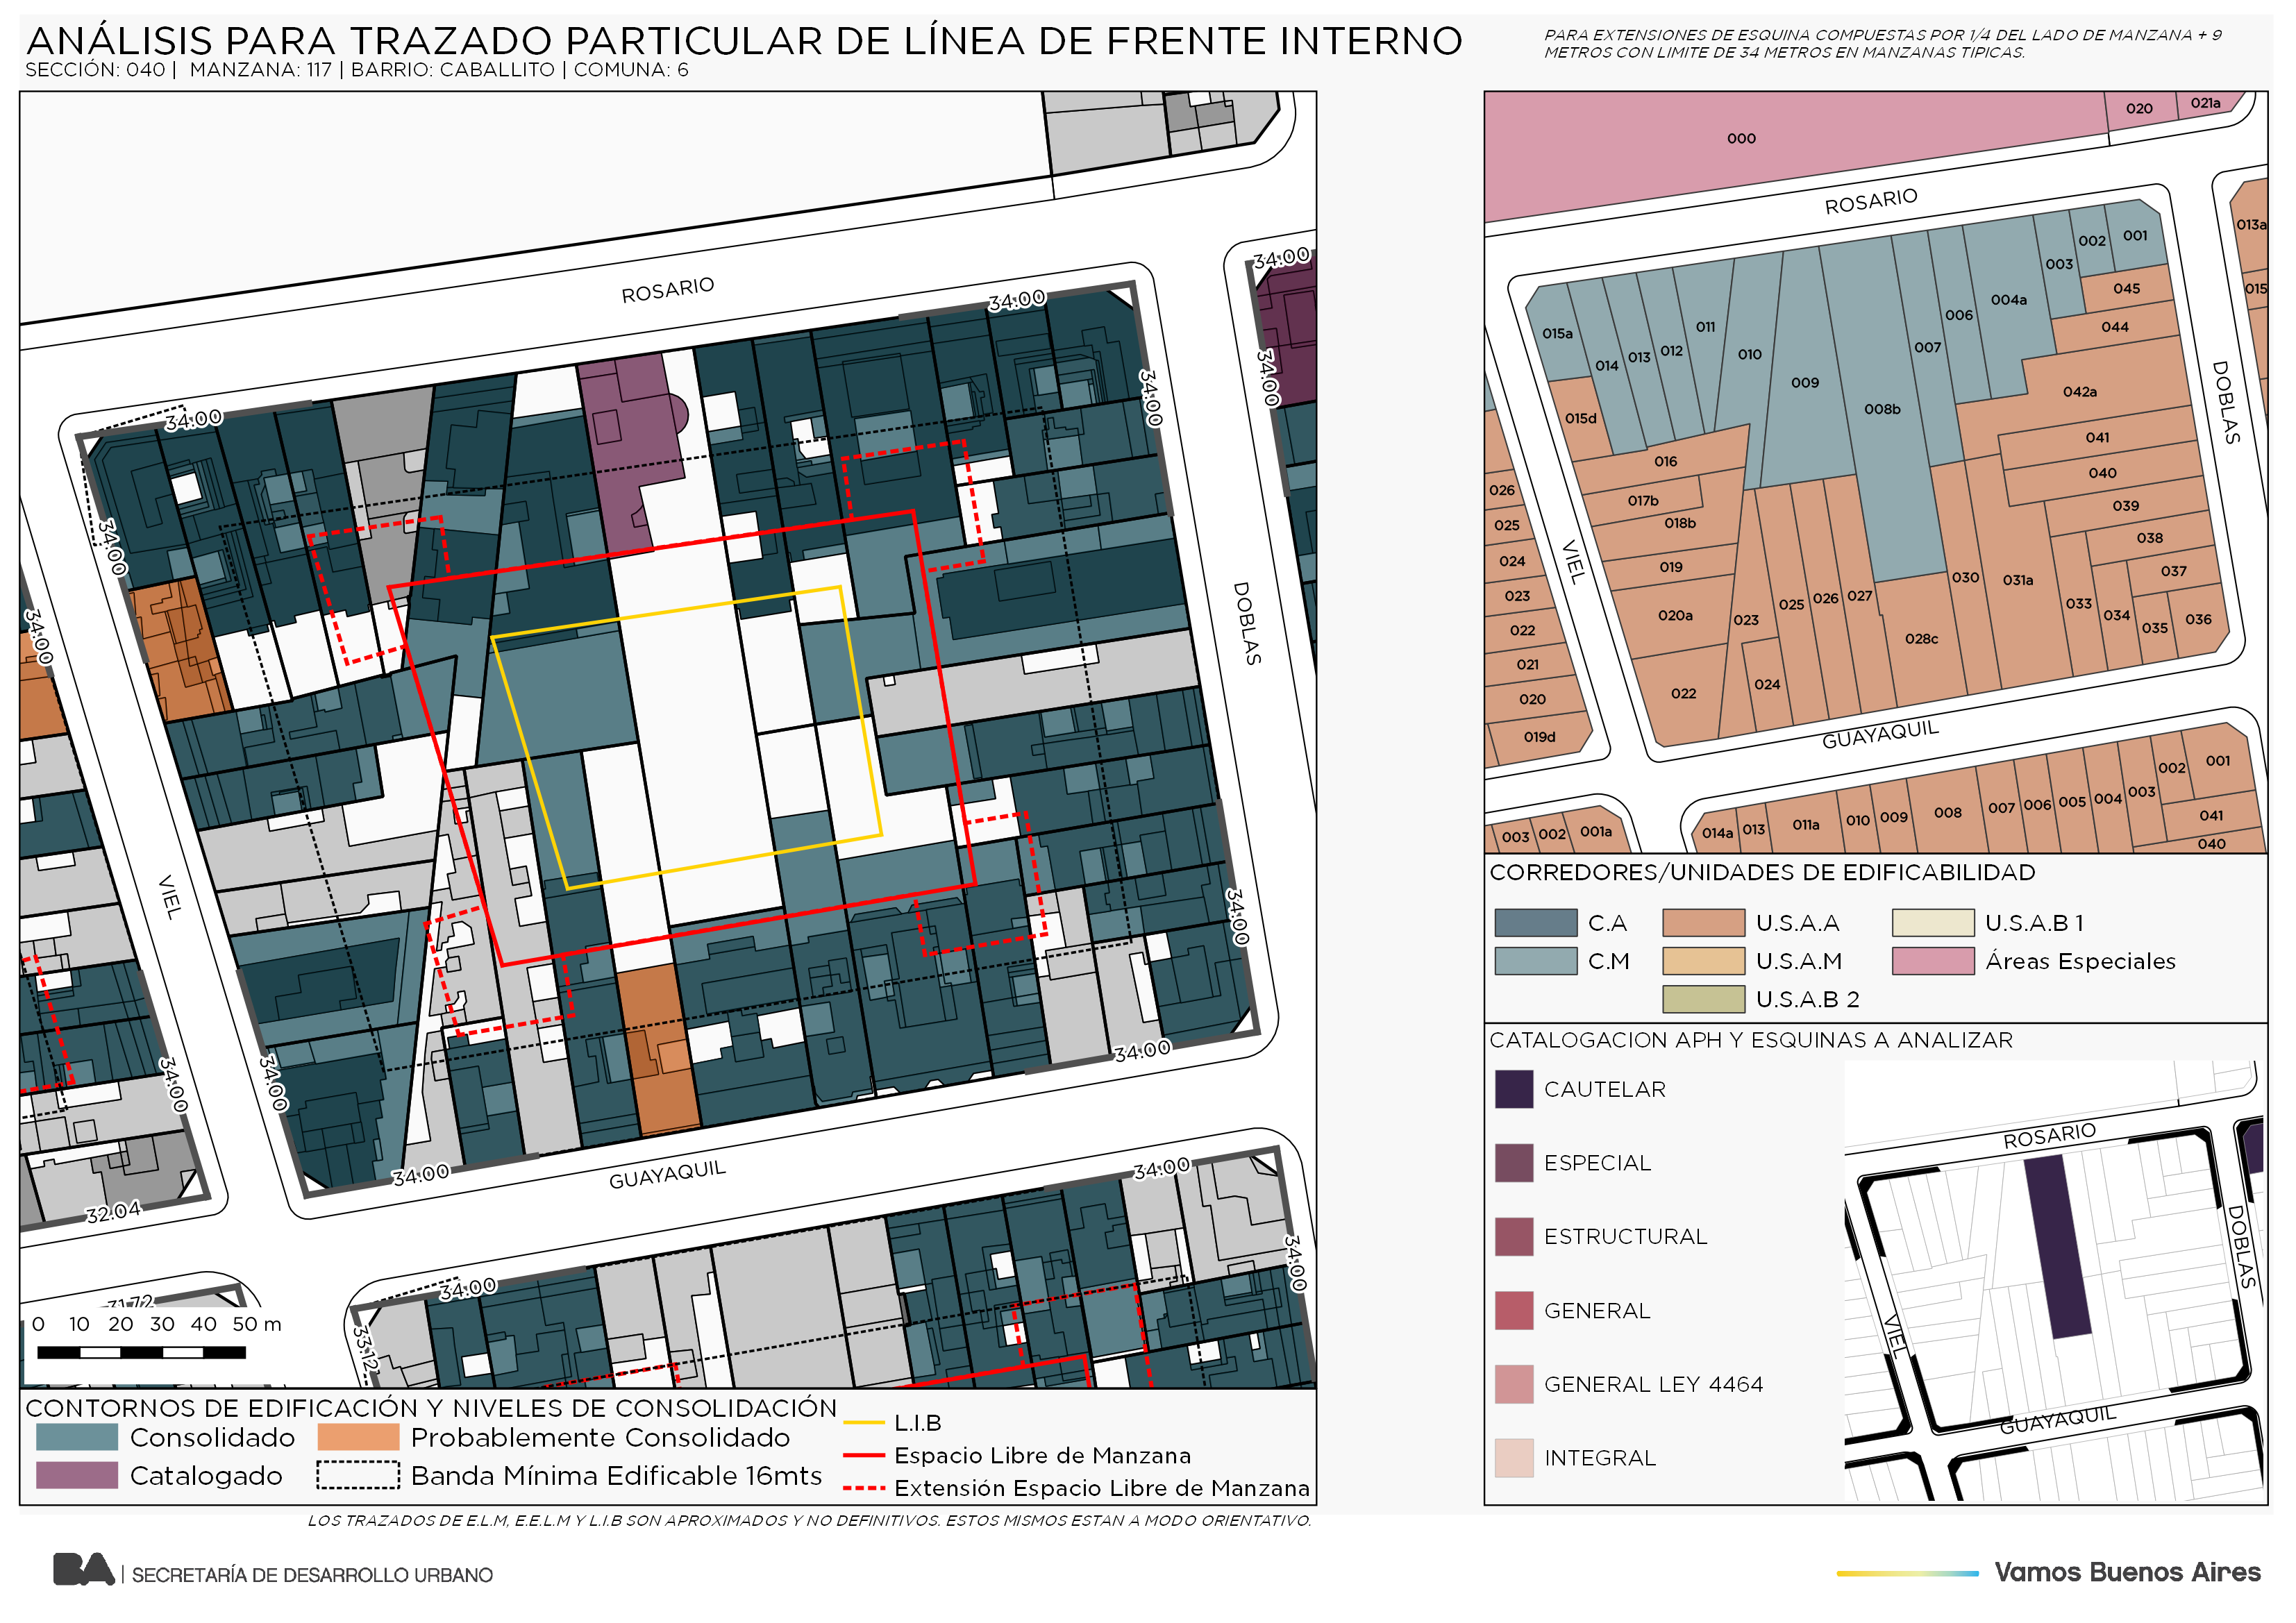 ANÁLISIS PARA TRAZADO PARTICULAR DE LÍNEA DE FRENTE INTERNO
SECCIÓN: 040 | MANZANA: 117 | BARRIO: CABALLITO | COMUNA: 6
PARA EXTENSIONES DE ESQUINA COMPUESTAS POR 1/4 DEL LADO DE MANZANA + 9
METROS CON LIMITE DE 34 METROS EN MANZANAS TIPICAS.
ROSARIO
34:00
34:00
34:00
34:00
34:00
34:00
34:00
DOBLAS
VIEL
34:00
34:00
34:00
34:00
34:00
34:00
GUAYAQUIL
34:00
32.04
34:00
34:00
33.12
31.72
0 10 20 30 40 50 m
CONTORNOS DE EDIFICACIÓN Y NIVELES DE CONSOLIDACIÓN
Consolidado
Probablemente Consolidado
Catalogado
Banda Mínima Edificable 16mts
L.I.B
Espacio Libre de Manzana
Extensión Espacio Libre de Manzana
LOS TRAZADOS DE E.L.M, E.E.L.M Y L.I.B SON APROXIMADOS Y NO DEFINITIVOS. ESTOS MISMOS ESTAN A MODO ORIENTATIVO.
000
020
021a
ROSARIO
013a
015
001
002
003
004a
045
044
006
007
042a
008b
009
010
011
012
013
014
015a
015d
041
040
039
038
037
036
035
034
033
031a
030
028c
027
026
025
024
023
022
020a
019
018b
017b
016
026
025
024
023
022
021
020
019d
VIEL
DOBLAS
GUAYAQUIL
003
002
001a
014a
013
011a
010
009
008
007
006
005
004
003
002
001
041
040
CORREDORES/UNIDADES DE EDIFICABILIDAD
C.A
U.S.A.A
U.S.A.B 1
C.M
U.S.A.M
Áreas Especiales
U.S.A.B 2
CATALOGACION APH Y ESQUINAS A ANALIZAR
CAUTELAR
ESPECIAL
ESTRUCTURAL
GENERAL
GENERAL LEY 4464
INTEGRAL
ROSARIO
DOBLAS
VIEL
GUAYAQUIL
BA | SECRETARÍA DE DESARROLLO URBANO
Vamos Buenos Aires